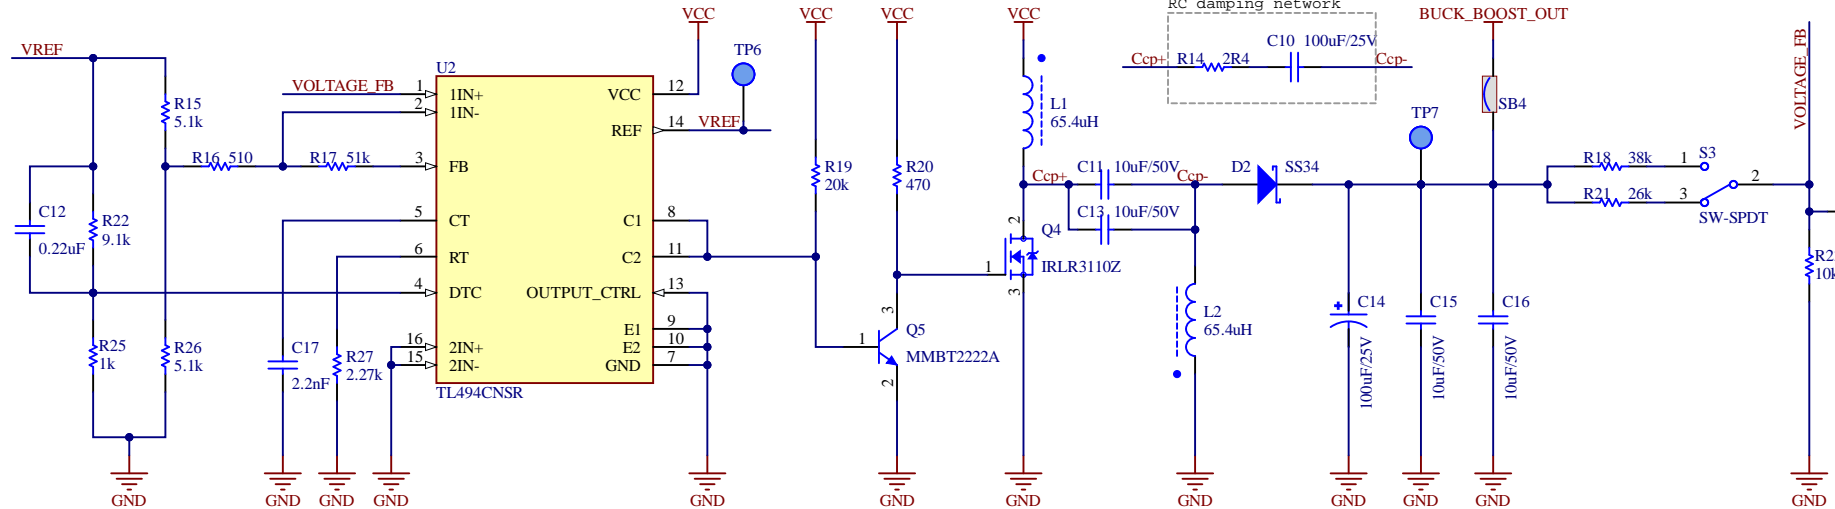 RC damping network
VCC
VCC
VCC
VCC
BUCK_BOOST_OUT
VREF
TP6
U2
C10
100uF/25V
Ccp+
R14
2R4
Ccp-
VOLTAGE_FB
VOLTAGE_FB
1
1IN+
VCC
12
2
1IN-
R15
5.1k
REF
14
VREF
L1
65.4uH
TP7
SB4
R16
510
R17
51k
3
FB
R19
20k
R20
470
Ccp+
C11
10uF/50V
Ccp-
D2
SS34
R18
38k
1
S3
R21
26k
3
2
SW-SPDT
C12
0.22uF
R22
9.1k
5
CT
C1
8
C13
10uF/50V
2
Q4
6
RT
C2
11
1
IRLR3110Z
3
4
DTC
OUTPUT_CTRL
13
10k
3
Q5
1
MMBT2222A
2
L2
65.4uH
C14
100uF/25V
C15
10uF/50V
C16
10uF/50V
E1
9
16
2IN+
E2
10
15
2IN-
GND
7
R25
1k
R26
5.1k
C17
2.2nF
R27
2.27k
TL494CNSR
GND
GND
GND
GND
GND
GND
GND
GND
GND
GND
GND
GND